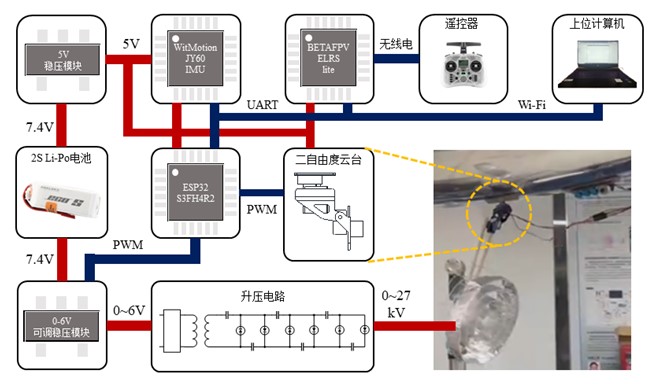 5V
稳压模块
5V
WitMotion
JY60
IMU
BETAFPV
ELRS
lite
无线电
遥控器
上位计算机
UART
Wi-Fi
7.4V
2S Li-Po电池
ESP32
S3FH4R2
PWM
二自由度云台
7.4V
PWM
0-6V
可调稳压模块
0~6V
升压电路
0~27
kV